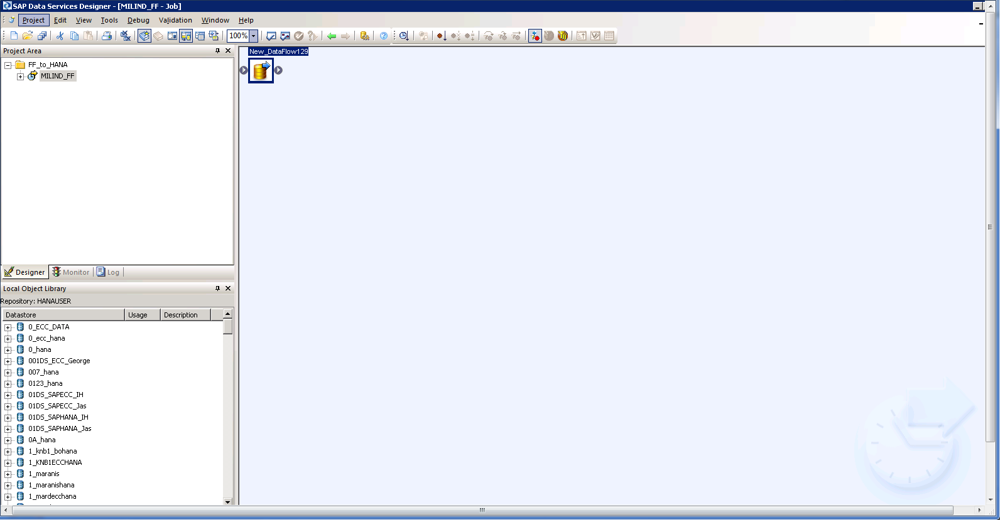 SAP Data Services Designer - [MILIND_FF - Job]
Project Edit View Tools Debug Validation Window Help
100%
Project Area
New_DataFlow129
FF_to_HANA
MILIND_FF
Designer Monitor Log
Local Object Library
Repository: HANAUSER
Datastore Usage Description
0_ECC_DATA
0_ecc_hana
0_hana
001DS_ECC_George
007_hana
0123_hana
01DS_SAPECC_IH
01DS_SAPECC_Jas
01DS_SAPHANA_IH
01DS_SAPHANA_Jas
0A_hana
1_knb1_bohana
1_KNB1ECCHANA
1_maranis
1_maranishana
1_mardecchana